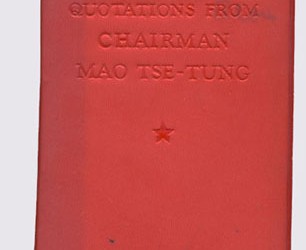 QUOTATIONS FROM
CHAIRMAN
MAO TSE-TUNG